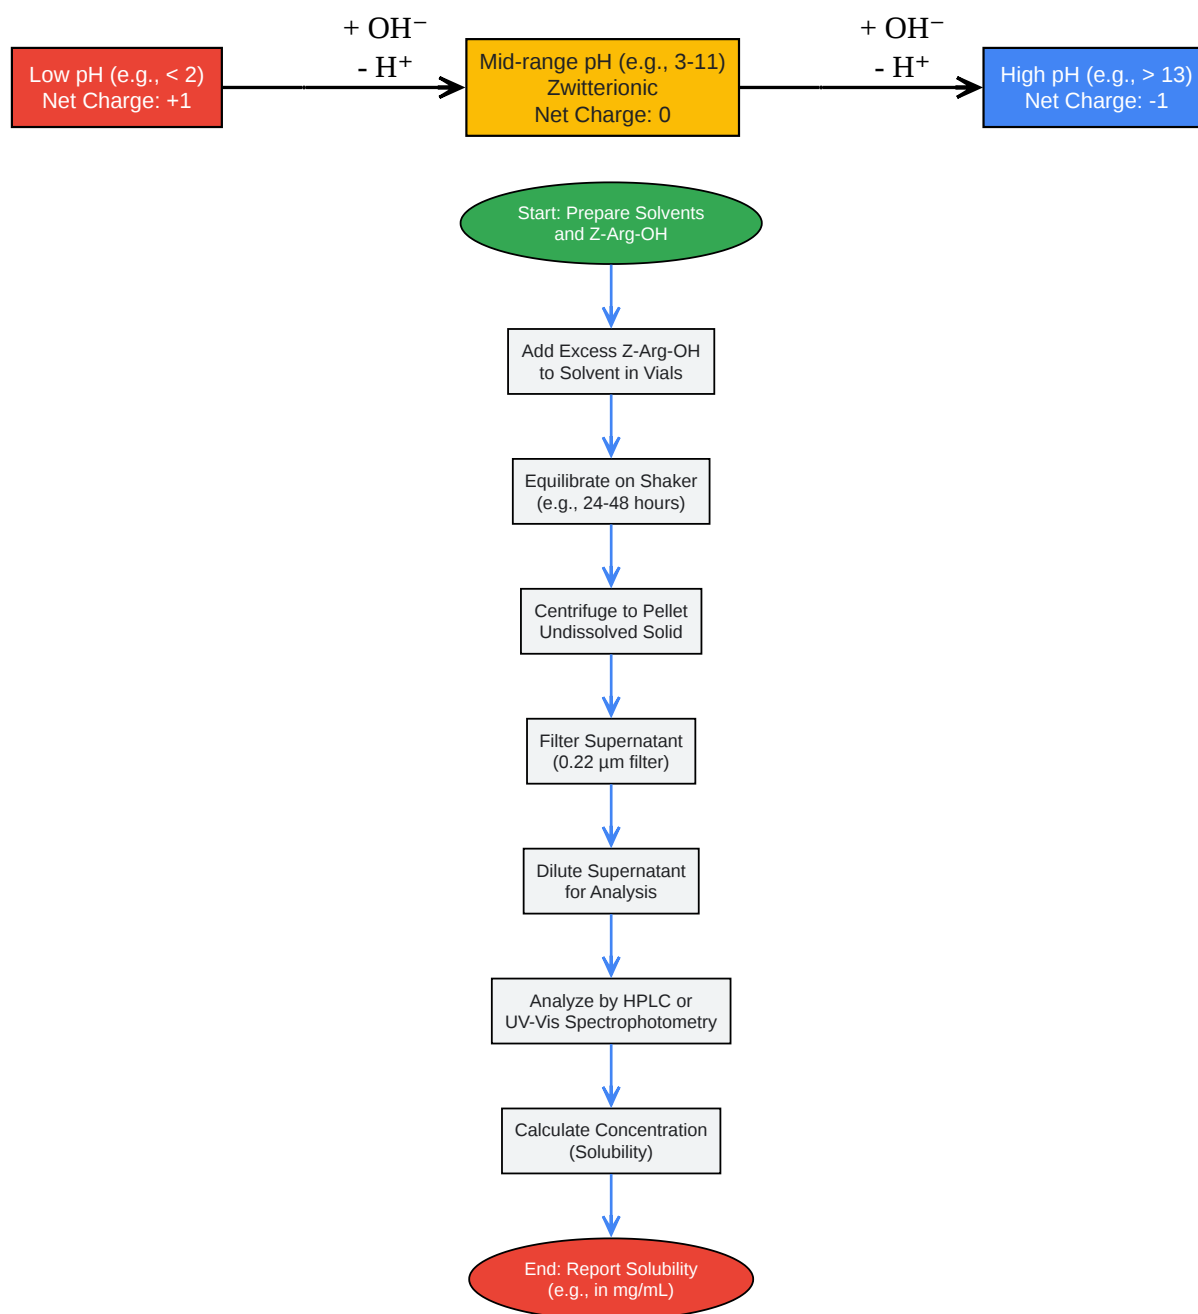 Low pH (e.g., < 2)
Net Charge: +1
+ OH⁻
- H⁺
Mid-range pH (e.g., 3-11)
Zwitterionic
Net Charge: 0
+ OH⁻
- H⁺
High pH (e.g., > 13)
Net Charge: -1
Start: Prepare Solvents
and Z-Arg-OH
Add Excess Z-Arg-OH
to Solvent in Vials
Equilibrate on Shaker
(e.g., 24-48 hours)
Centrifuge to Pellet
Undissolved Solid
Filter Supernatant
(0.22 µm filter)
Dilute Supernatant
for Analysis
Analyze by HPLC or
UV-Vis Spectrophotometry
Calculate Concentration
(Solubility)
End: Report Solubility
(e.g., in mg/mL)